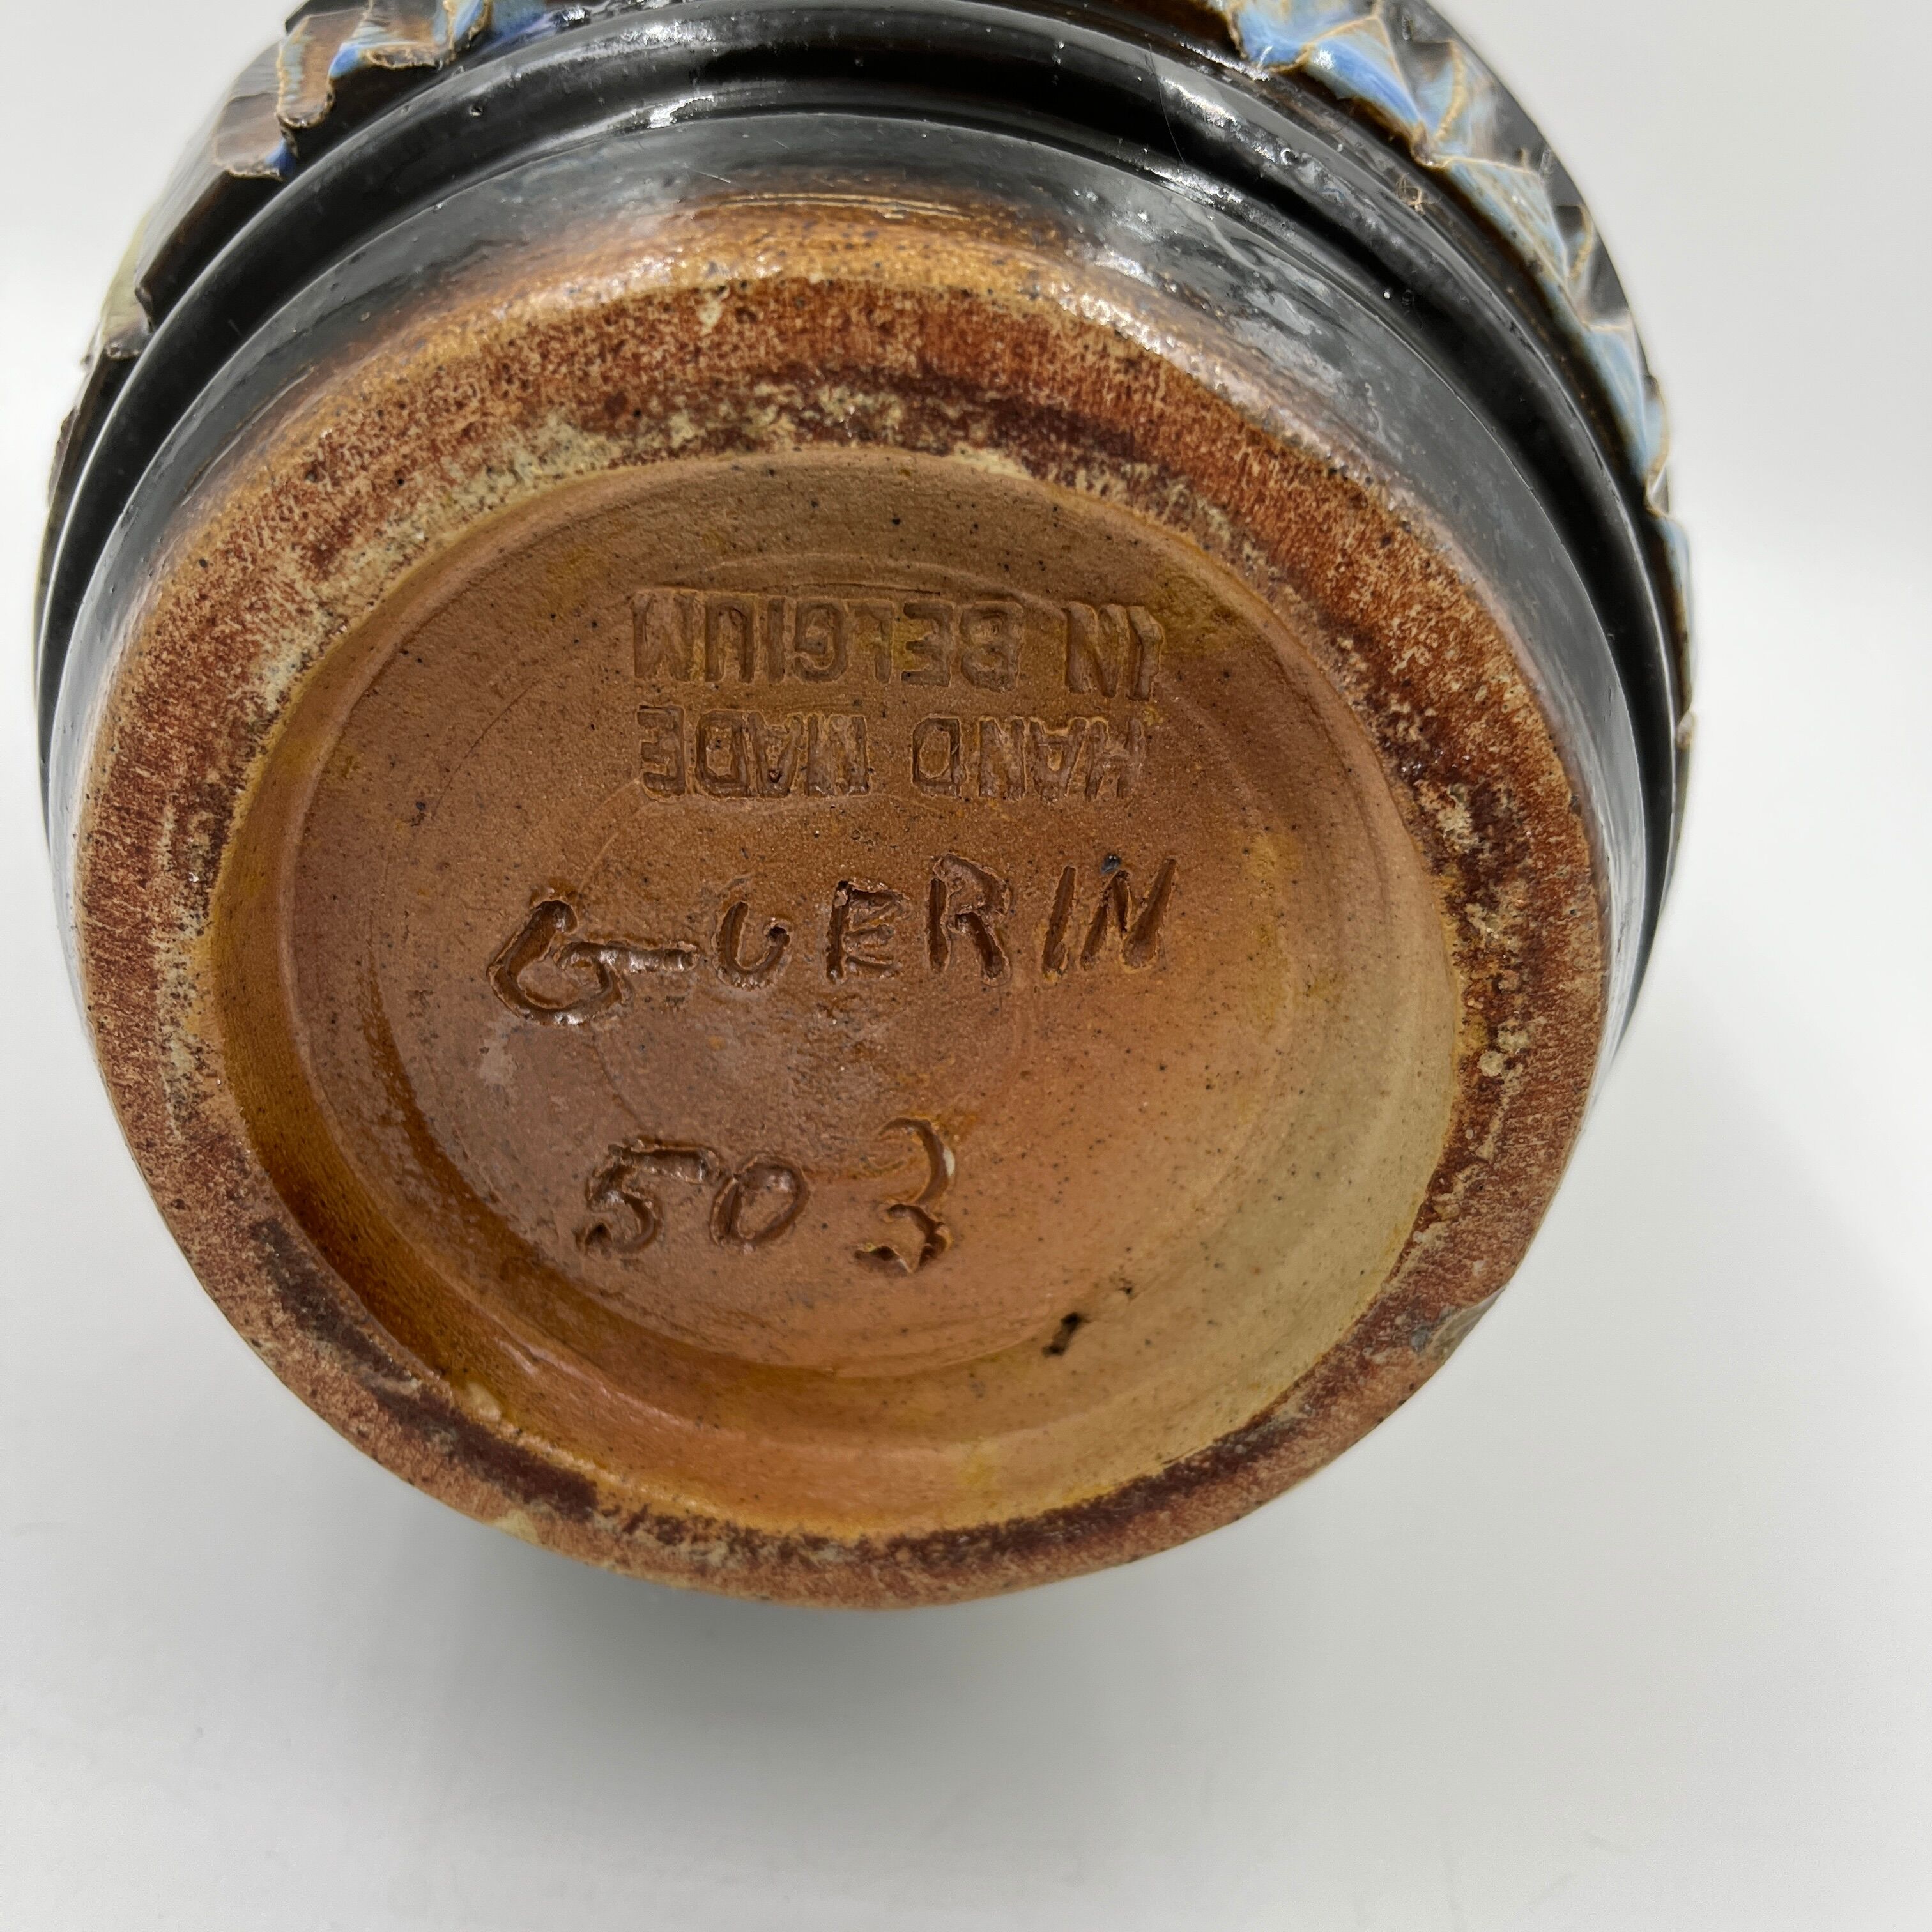 HAND MADE
IN BELGIUM
GUERIN
503